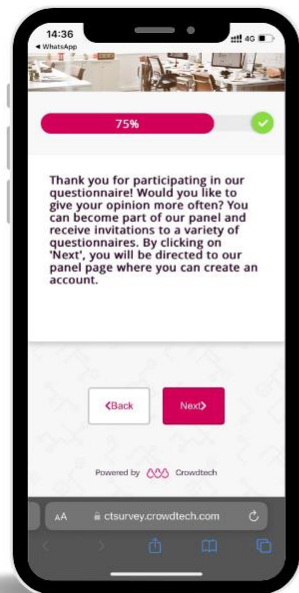 14:36
4G
◀ WhatsApp
75%
Thank you for participating in our
questionnaire! Would you like to
give your opinion more often? You
can become part of our panel and
receive invitations to a variety of
questionnaires. By clicking on
'Next', you will be directed to our
panel page where you can create an
account.
Back Next
Powered by Crowdtech
AA ctsurvey.crowdtech.com